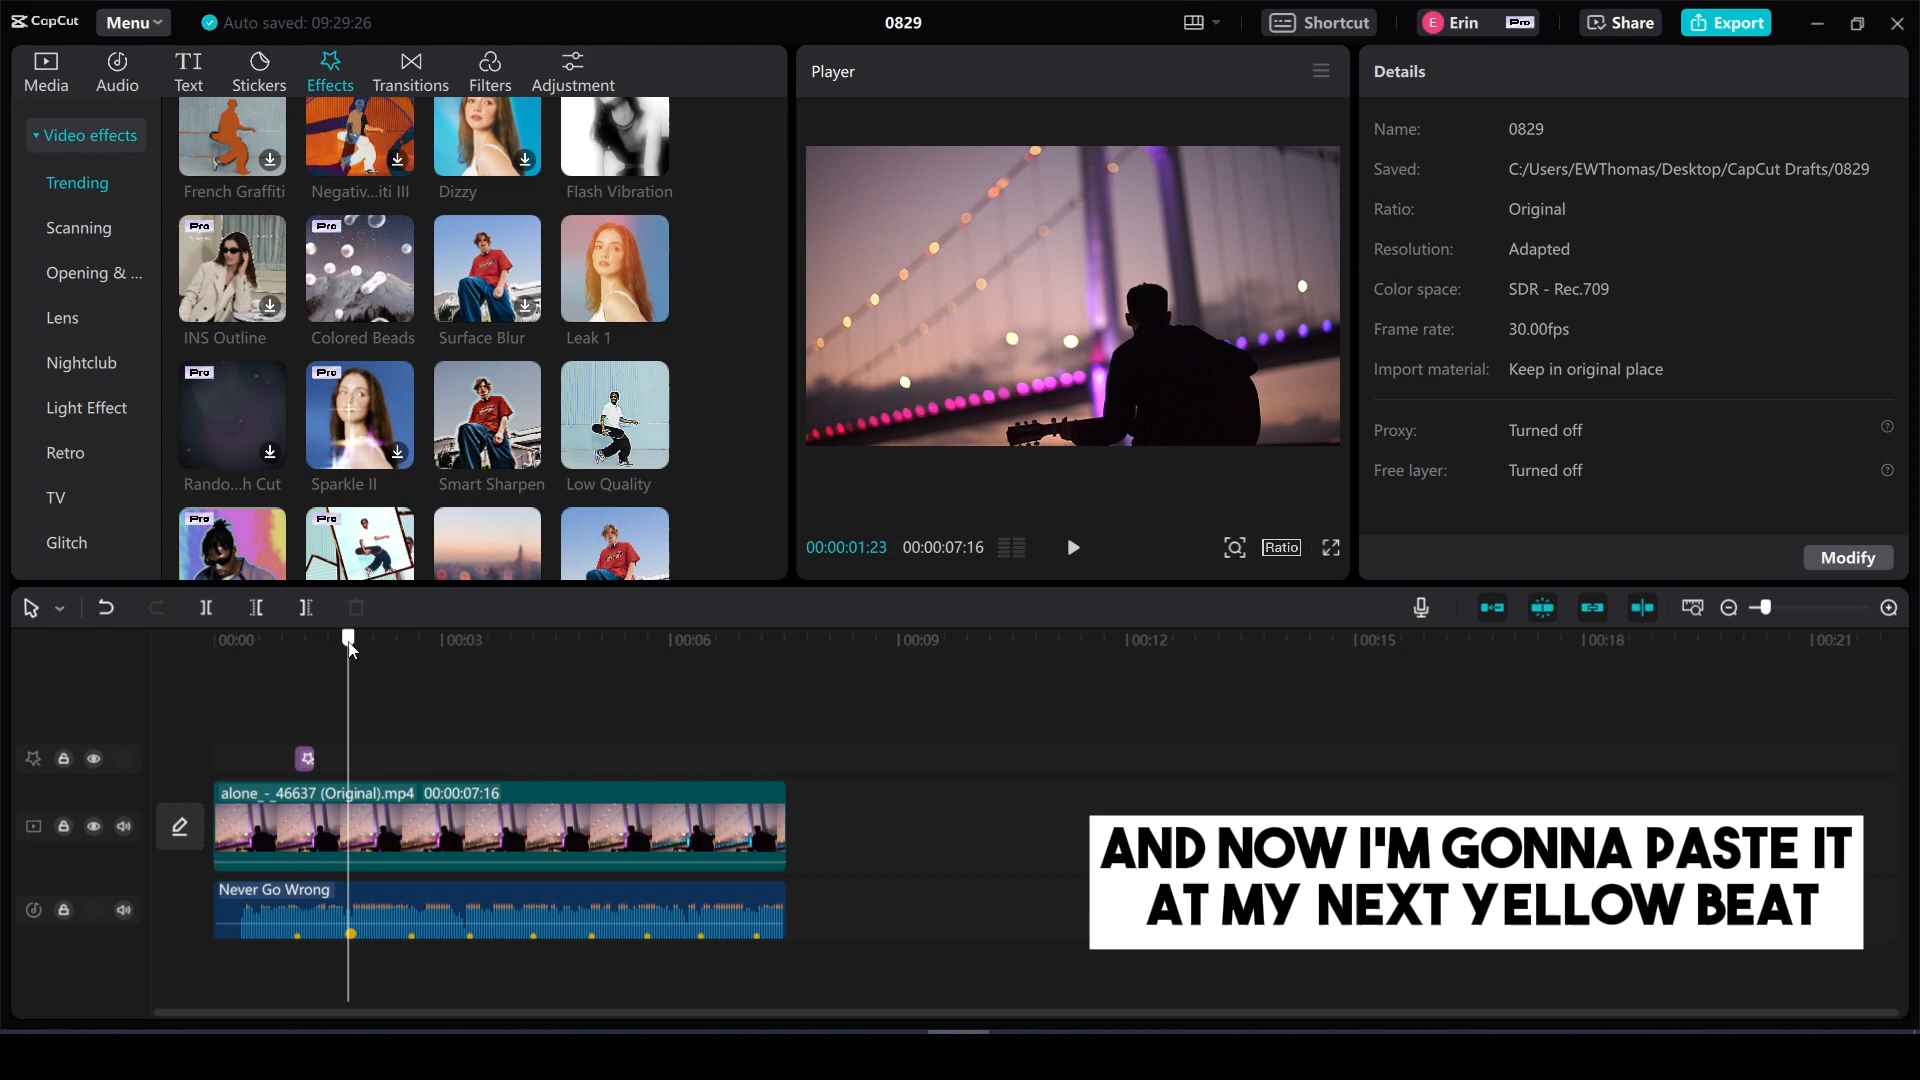 CapCut Menu Auto saved: 09:29:26 0829 Shortcut E Erin Pro Share Export
Media Audio TI Text Stickers Effects Transitions Filters Adjustment
Player
Details
Video effects
Trending
Scanning
Opening & ...
Lens
Nightclub
Light Effect
Retro
TV
Glitch
French Graffiti Negativ...iti III Dizzy Flash Vibration
Pro Pro
INS Outline Colored Beads Surface Blur Leak 1
Pro Pro
Rando...h Cut Sparkle II Smart Sharpen Low Quality
Pro Pro
00:00:01:23 00:00:07:16 Ratio
Name: 0829
Saved: C:/Users/EWThomas/Desktop/CapCut Drafts/0829
Ratio: Original
Resolution: Adapted
Color space: SDR - Rec.709
Frame rate: 30.00fps
Import material: Keep in original place
Proxy: Turned off
Free layer: Turned off
Modify
00:00 00:03 00:06 00:09 00:12 00:15 00:18 00:21
alone_-_46637 (Original).mp4 00:00:07:16
Never Go Wrong
AND NOW I'M GONNA PASTE IT
AT MY NEXT YELLOW BEAT